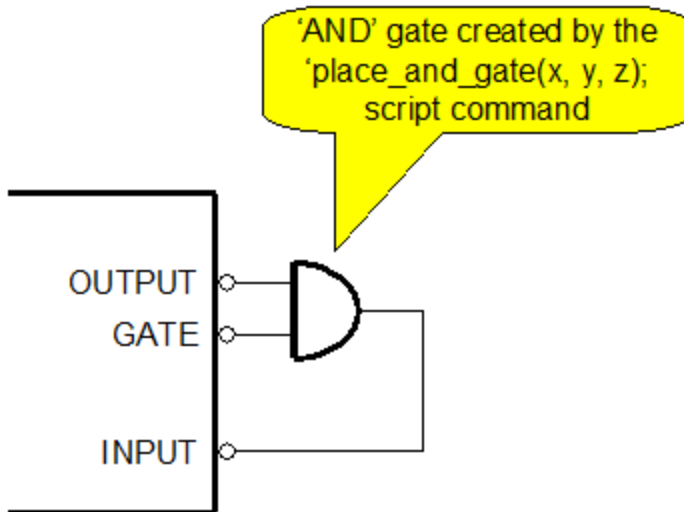 ‘AND’ gate created by the
‘place_and_gate(x, y, z);
script command
OUTPUT
GATE
INPUT